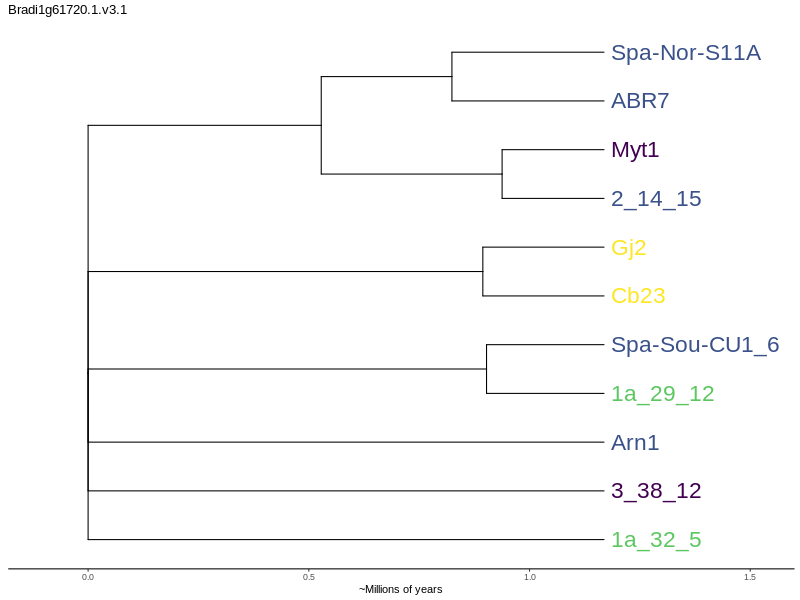 Bradi1g61720.1.v3.1
Spa-Nor-S11A
ABR7
Myt1
2_14_15
Gj2
Cb23
Spa-Sou-CU1_6
1a_29_12
Arn1
3_38_12
1a_32_5
0.0 0.5 1.0 1.5
~Millions of years